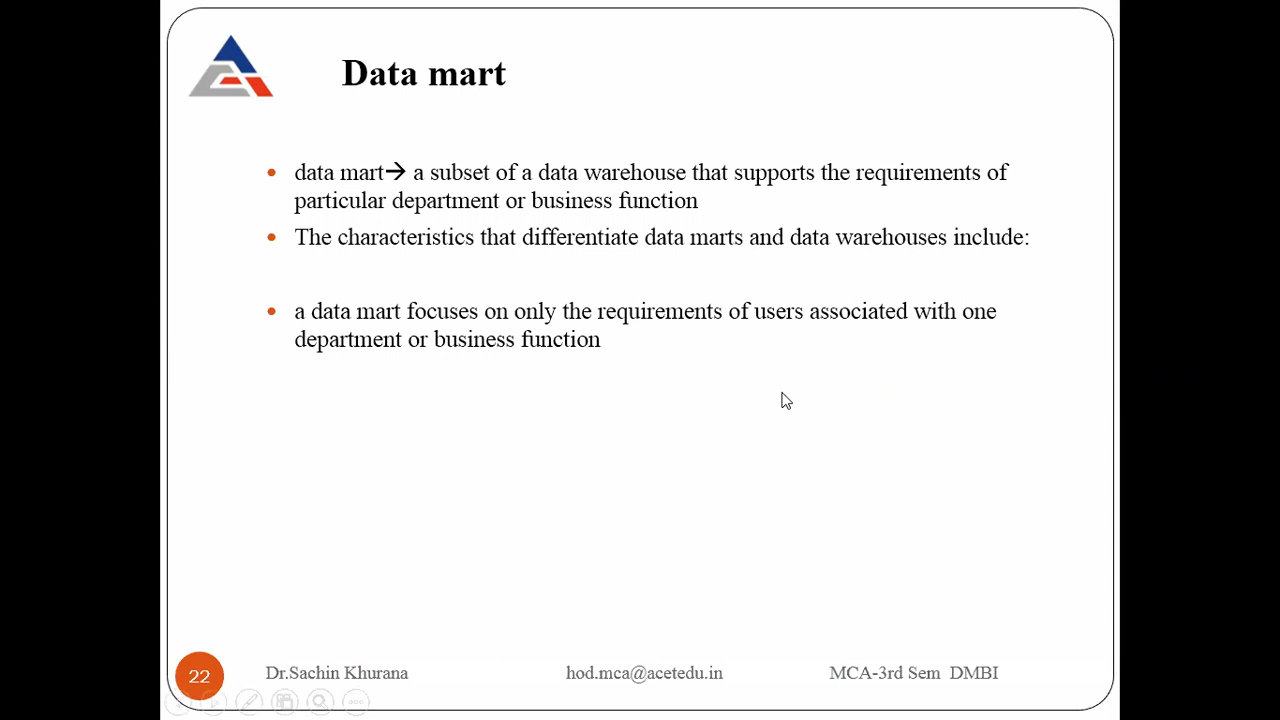 Data mart
data mart→ a subset of a data warehouse that supports the requirements of
particular department or business function
The characteristics that differentiate data marts and data warehouses include:
a data mart focuses on only the requirements of users associated with one
department or business function
22
Dr.Sachin Khurana
hod.mca@acetedu.in
MCA-3rd Sem DMBI